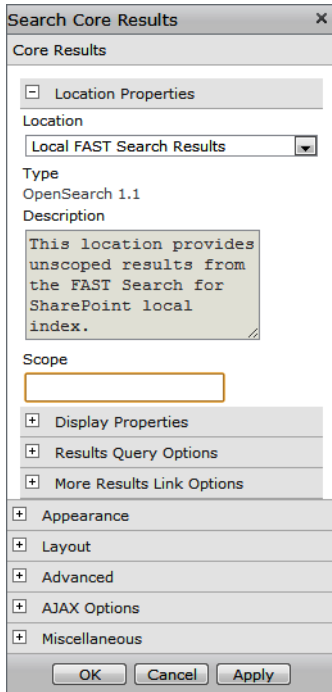 Search Core Results
Core Results
Location Properties
Location
Local FAST Search Results
Type
OpenSearch 1.1
Description
This location provides
unscoped results from
the FAST Search for
SharePoint local
index.
Scope
Display Properties
Results Query Options
More Results Link Options
Appearance
Layout
Advanced
AJAX Options
Miscellaneous
OK Cancel Apply